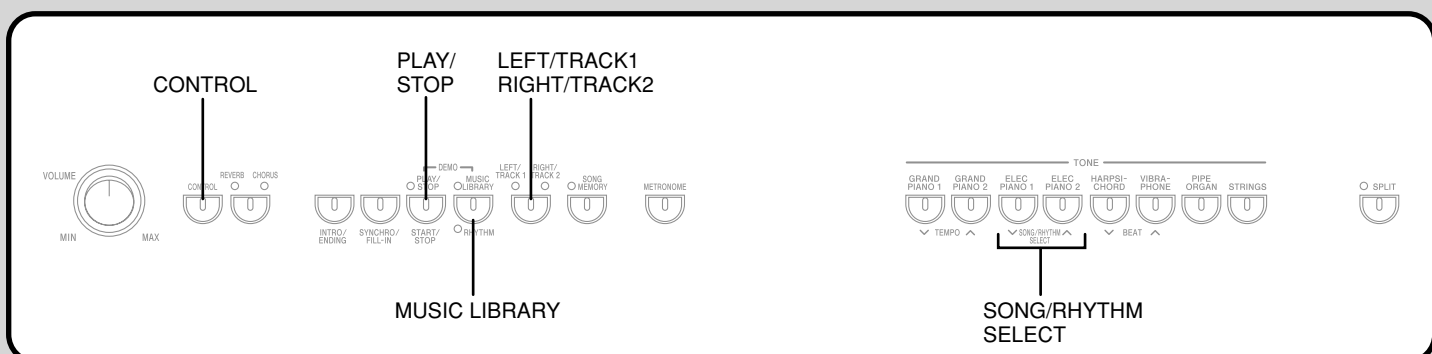 PLAY/
STOP
LEFT/TRACK1
RIGHT/TRACK2
CONTROL
VOLUME
MIN
MAX
CONTROL
REVERB
CHORUS
INTRO/
ENDING
SYNCHRO/
FILL-IN
DEMO
PLAY/
STOP
START/
STOP
MUSIC
LIBRARY
RHYTHM
LEFT/
TRACK 1
RIGHT/
TRACK 2
SONG
MEMORY
METRONOME
TONE
GRAND
PIANO 1
GRAND
PIANO 2
ELEC
PIANO 1
ELEC
PIANO 2
HARPSI-
CHORD
VIBRA-
PHONE
PIPE
ORGAN
STRINGS
TEMPO
SONG/RHYTHM
SELECT
BEAT
SPLIT
MUSIC LIBRARY
SONG/RHYTHM
SELECT